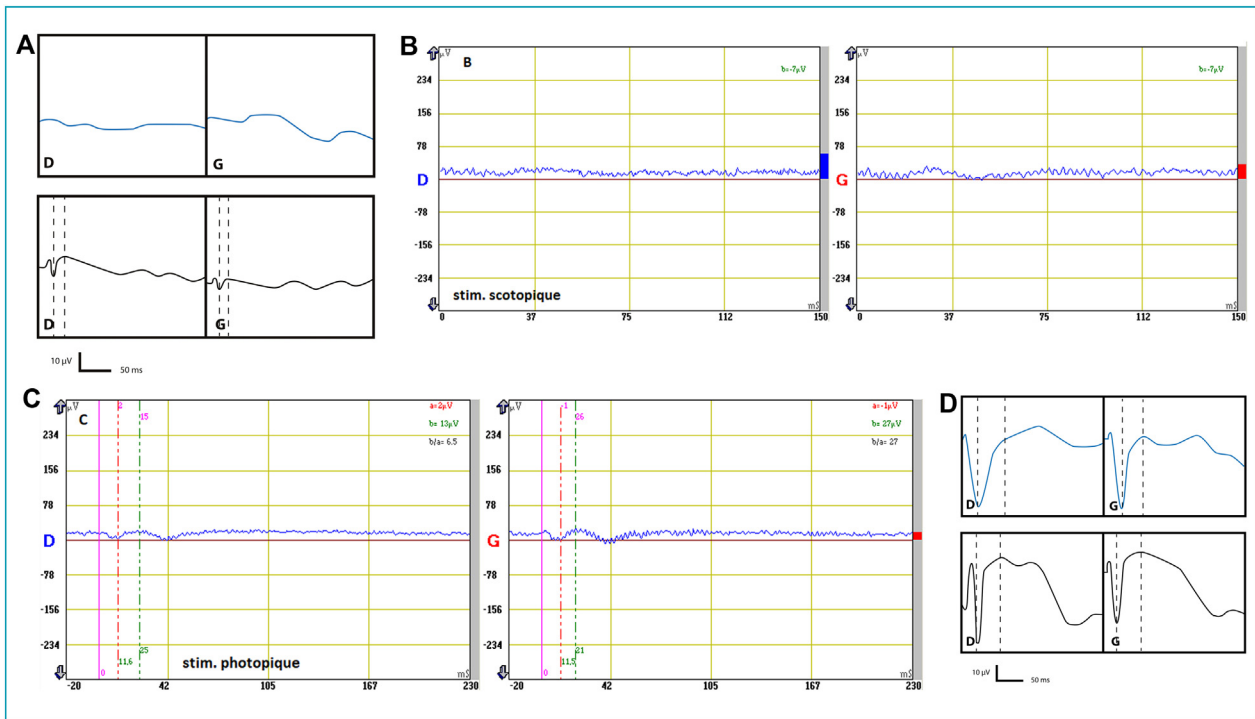 A
D
G
D
G
10 µV
50 ms
B
µV
B
b=-7µV
234
156
78
D
-78
-156
-234
stim. scotopique
mS
0 37 75 112 150
µV
b=-7µV
234
156
78
G
-78
-156
-234
mS
0 37 75 112 150
C
µV
C
2
15
a=2µV
b= 13µV
b/a= 6.5
234
156
78
D
-78
-156
-234
11,6
25
0
stim. photopique
mS
-20 42 105 167 230
µV
-1
26
a=-1µV
b= 27µV
b/a= 27
234
156
78
G
-78
-156
-234
11,5
21
0
mS
-20 42 105 167 230
D
D
G
D
G
10 µV
50 ms